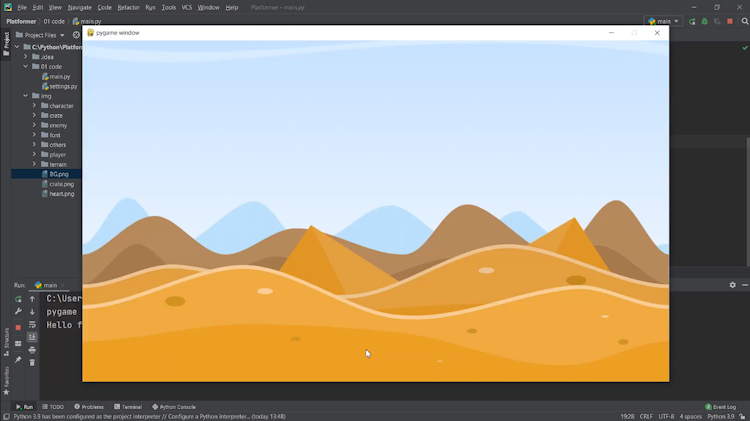 File Edit View Navigate Code Refactor Run Tools VCS Window Help Platformer - main.py
Platformer 01 code main.py main
Project
Project Files
pygame window
C:\Python\Platform
.idea
01 code
main.py
settings.py
img
character
crate
enemy
font
others
player
terrain
BG.png
crate.png
heart.png
Run: main
C:\Users
pygame
Hello f
Structure
Favorites
Run TODO Problems Terminal Python Console Event Log
Python 3.9 has been configured as the project interpreter // Configure a Python interpreter... (today 13:48) 19:28 CRLF UTF-8 4 spaces Python 3.9